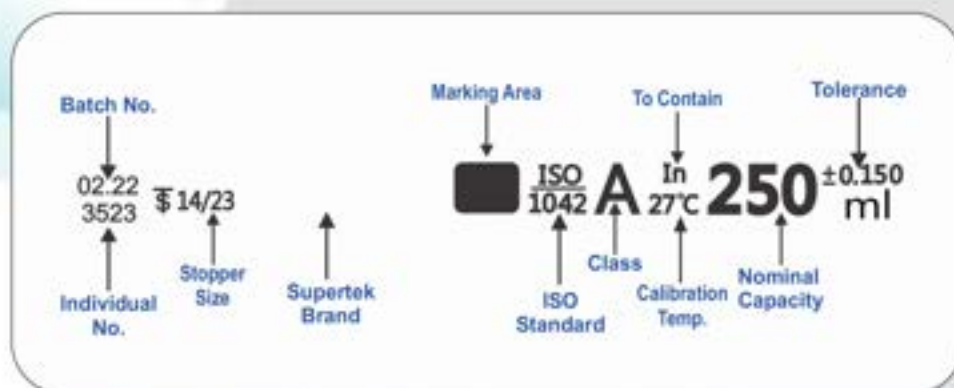 Batch No.
Marking Area
To Contain
Tolerance
02.22
3523
14/23
ISO
1042
A
In
27°C
250
±0.150
ml
Individual
No.
Stopper
Size
Supertek
Brand
ISO
Standard
Class
Calibration
Temp.
Nominal
Capacity